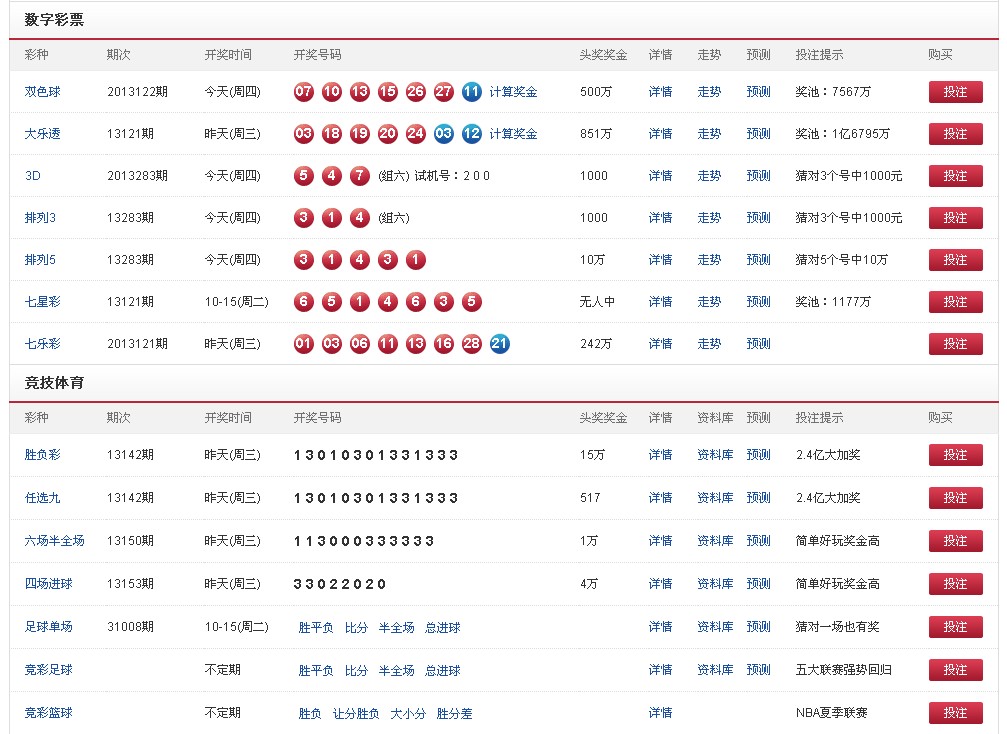 数字彩票
彩种 期次 开奖时间 开奖号码 头奖奖金 详情 走势 预测 投注提示 购买
双色球 2013122期 今天(周四) 07 10 13 15 26 27 11 计算奖金 500万 详情 走势 预测 奖池：7567万 投注
大乐透 13121期 昨天(周三) 03 18 19 20 24 03 12 计算奖金 851万 详情 走势 预测 奖池：1亿6795万 投注
3D 2013283期 今天(周四) 5 4 7 (组六) 试机号：2 0 0 1000 详情 走势 预测 猜对3个号中1000元 投注
排列3 13283期 今天(周四) 3 1 4 (组六) 1000 详情 走势 预测 猜对3个号中1000元 投注
排列5 13283期 今天(周四) 3 1 4 3 1 10万 详情 走势 预测 猜对5个号中10万 投注
七星彩 13121期 10-15(周二) 6 5 1 4 6 3 5 无人中 详情 走势 预测 奖池：1177万 投注
七乐彩 2013121期 昨天(周三) 01 03 06 11 13 16 28 21 242万 详情 走势 预测 投注
竞技体育
彩种 期次 开奖时间 开奖号码 头奖奖金 详情 资料库 预测 投注提示 购买
胜负彩 13142期 昨天(周三) 1 3 0 1 0 3 0 1 3 3 1 3 3 3 15万 详情 资料库 预测 2.4亿大加奖 投注
任选九 13142期 昨天(周三) 1 3 0 1 0 3 0 1 3 3 1 3 3 3 517 详情 资料库 预测 2.4亿大加奖 投注
六场半全场 13150期 昨天(周三) 1 1 3 0 0 0 3 3 3 3 3 3 1万 详情 资料库 预测 简单好玩奖金高 投注
四场进球 13153期 昨天(周三) 3 3 0 2 2 0 2 0 4万 详情 资料库 预测 简单好玩奖金高 投注
足球单场 31008期 10-15(周二) 胜平负 比分 半全场 总进球 详情 资料库 预测 猜对一场也有奖 投注
竞彩足球 不定期 胜平负 比分 半全场 总进球 详情 资料库 预测 五大联赛强势回归 投注
竞彩篮球 不定期 胜负 让分胜负 大小分 胜分差 详情 NBA夏季联赛 投注